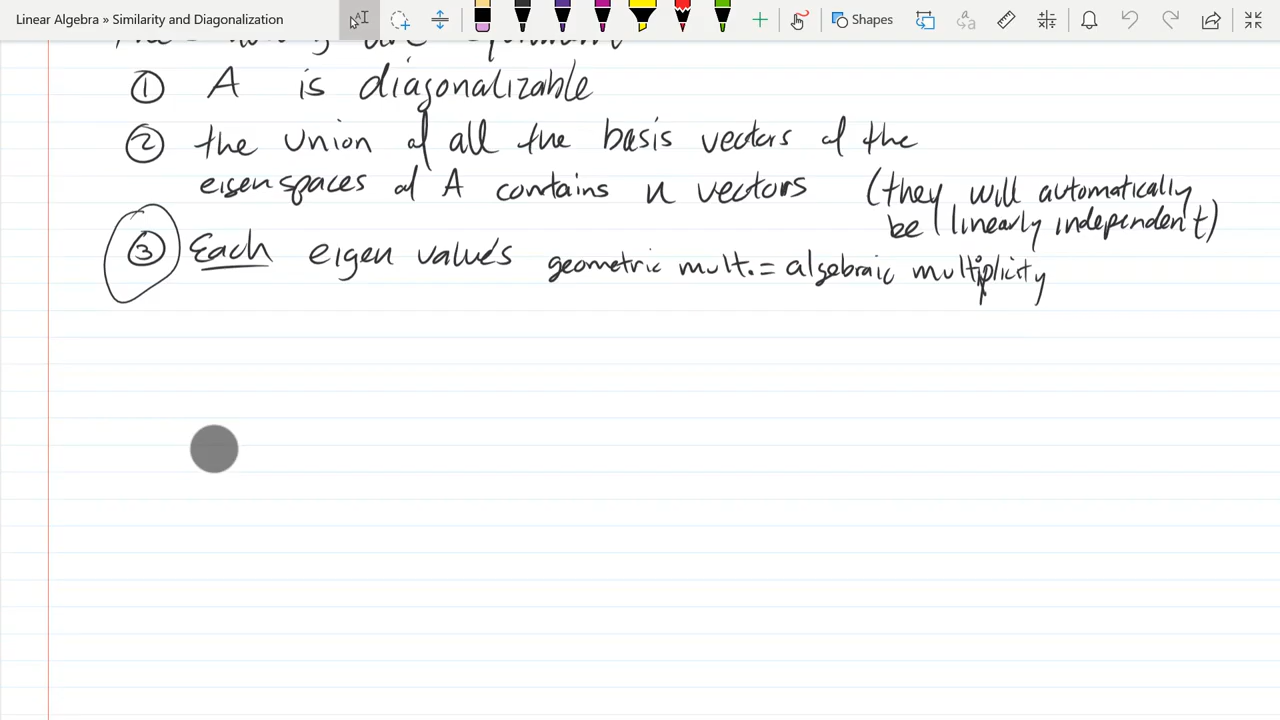 Linear Algebra » Similarity and Diagonalization
Shapes
are
① A is diagonalizable
② the union of all the basis vectors of the
eigenspaces of A contains n vectors (they will automatically
be linearly independent)
③ Each eigen values geometric mult. = algebraic multiplicity